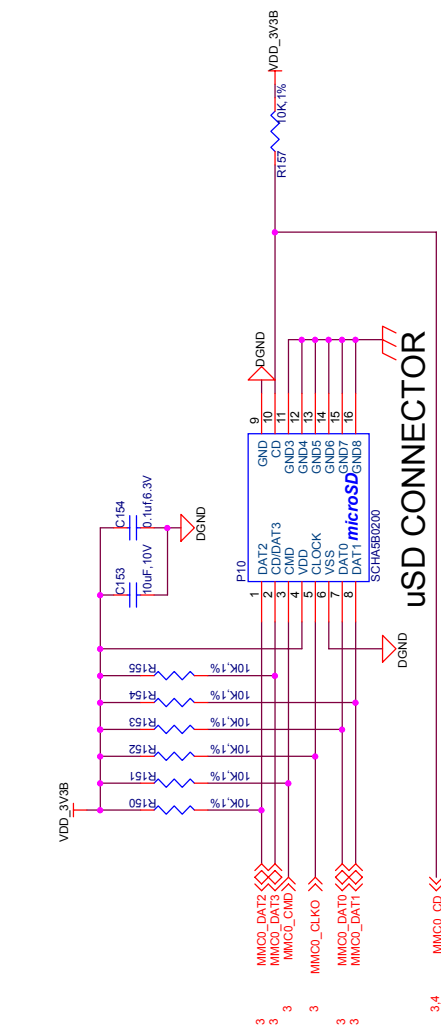 VDD_3V3B
10K,1%
R157
DGND
9 GND
10 CD
11 GND3
12 GND4
13 GND5
14 GND6
15 GND7
16 GND8
microSD
SCHA5B0200
P10
1 DAT2
2 CD/DAT3
3 CMD
4 VDD
5 CLOCK
6 VSS
7 DAT0
8 DAT1
uSD CONNECTOR
DGND
C154
0.1uf,6.3V
C153
10uF,10V
DGND
R155 10K,1%
R154 10K,1%
R153 10K,1%
R152 10K,1%
R151 10K,1%
R150 10K,1%
VDD_3V3B
3 MMC0_DAT2
3 MMC0_DAT3
3 MMC0_CMD
3 MMC0_CLKO
3 MMC0_DAT0
3 MMC0_DAT1
3,4 MMC0_CD